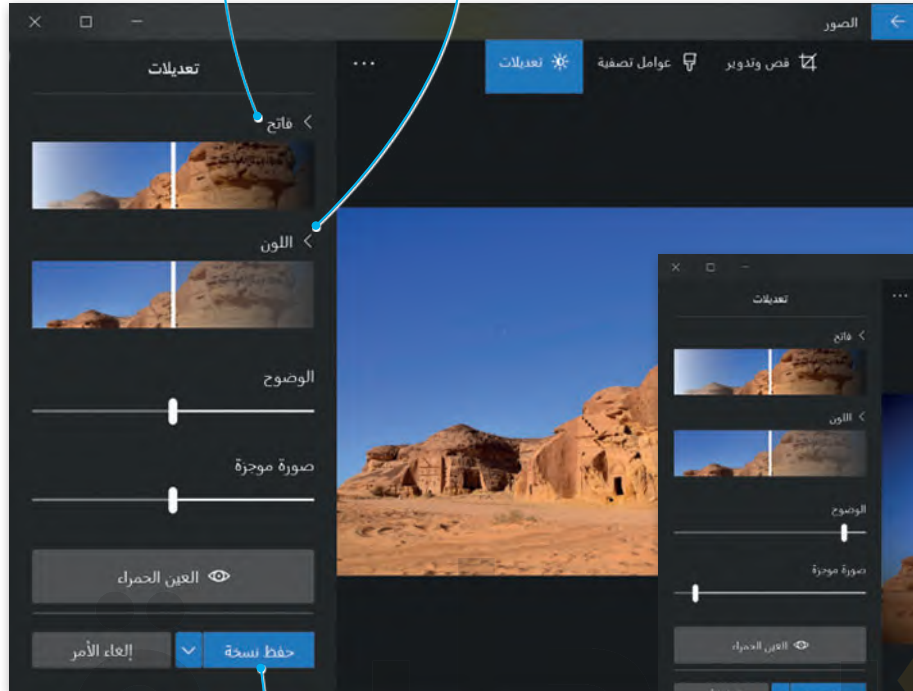 الصور
قص وتدوير
عوامل تصفية
تعديلات
تعديلات
فاتح
اللون
الوضوح
صورة موجزة
العين الحمراء
حفظ نسخة
إلغاء الأمر
تعديلات
فاتح
اللون
الوضوح
صورة موجزة
العين الحمراء